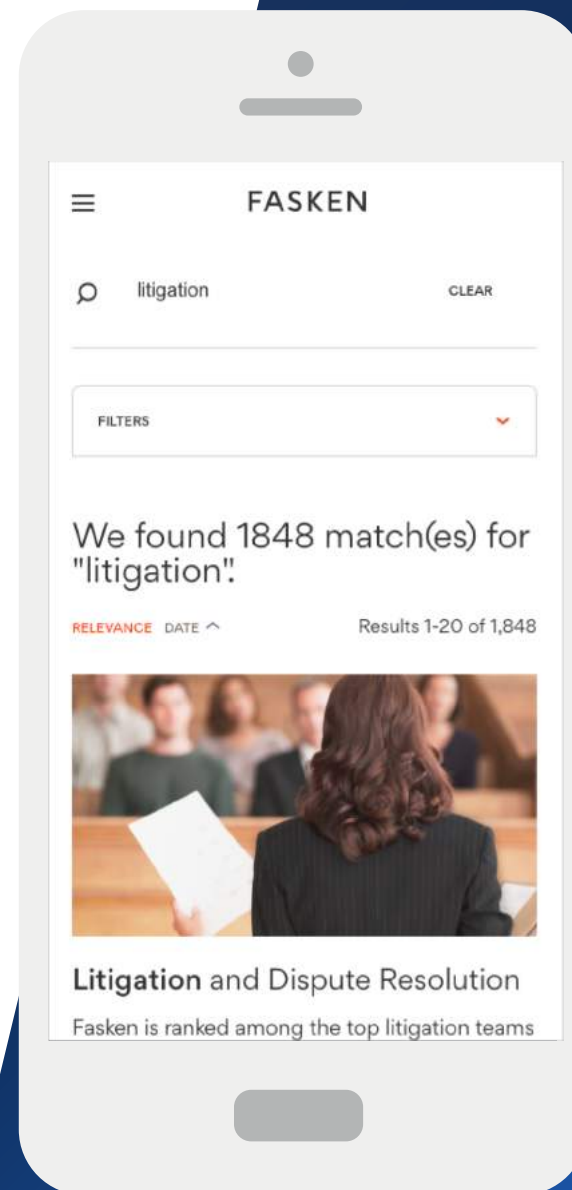 FASKEN
litigation
CLEAR
FILTERS
We found 1848 match(es) for
"litigation".
RELEVANCE DATE Results 1-20 of 1,848
Litigation and Dispute Resolution
Fasken is ranked among the top litigation teams